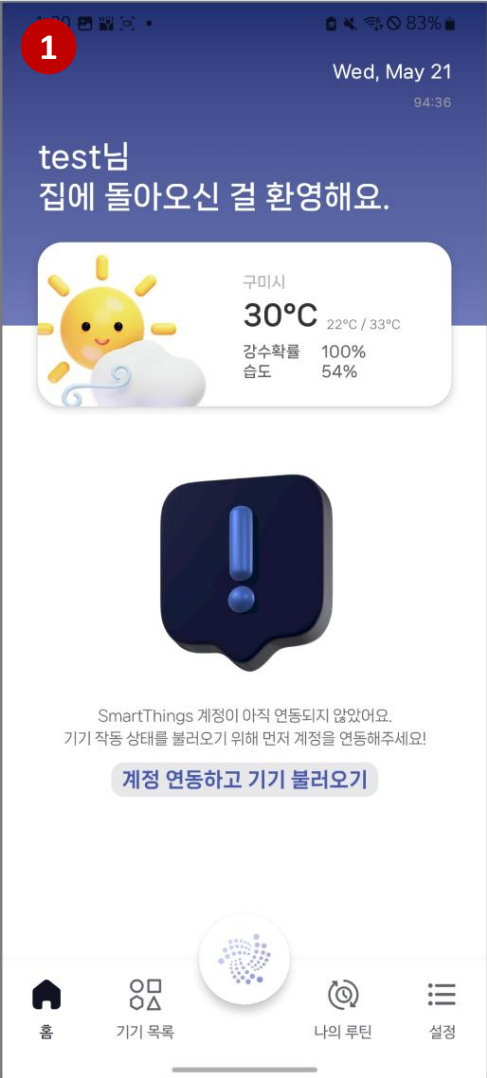 1
83%
Wed, May 21
94:36
test님
집에 돌아오신 걸 환영해요.
구미시
30°C 22°C / 33°C
강수확률 100%
습도 54%
SmartThings 계정이 아직 연동되지 않았어요.
기기 작동 상태를 불러오기 위해 먼저 계정을 연동해주세요!
계정 연동하고 기기 불러오기
홈
기기 목록
나의 루틴
설정